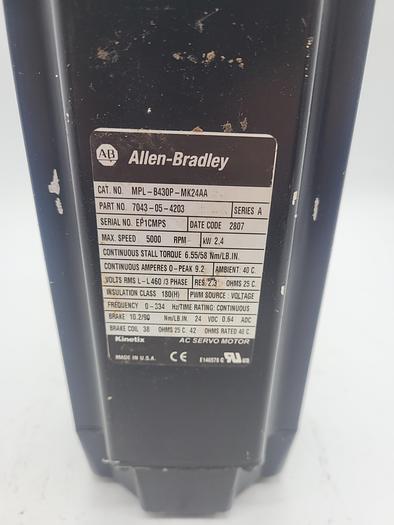 AB Allen-Bradley
CAT. NO. MPL-B430P-MK24AA
PART NO 7043-05-4203 SERIES A
SERIAL NO. EP1CMPS DATE CODE 2807
MAX. SPEED 5000 RPM kW 2.4
CONTINUOUS STALL TORQUE 6.55/58 Nm/LB.IN.
CONTINUOUS AMPERES 0-PEAK 9.2 AMBIENT: 40 C.
VOLTS RMS L-L 460 /3 PHASE RES. 2.3 OHMS 25 C.
INSULATION CLASS 180(H) PWM SOURCE: VOLTAGE
FREQUENCY 0-334 Hz/TIME RATING: CONTINUOUS
BRAKE 10.2/90 Nm/LB.IN. 24 VDC 0.64 ADC
BRAKE COIL 38 OHMS 25 C. 42 OHMS RATED 40 C.
Kinetix AC SERVO MOTOR
MADE IN U.S.A. CE E146578 US